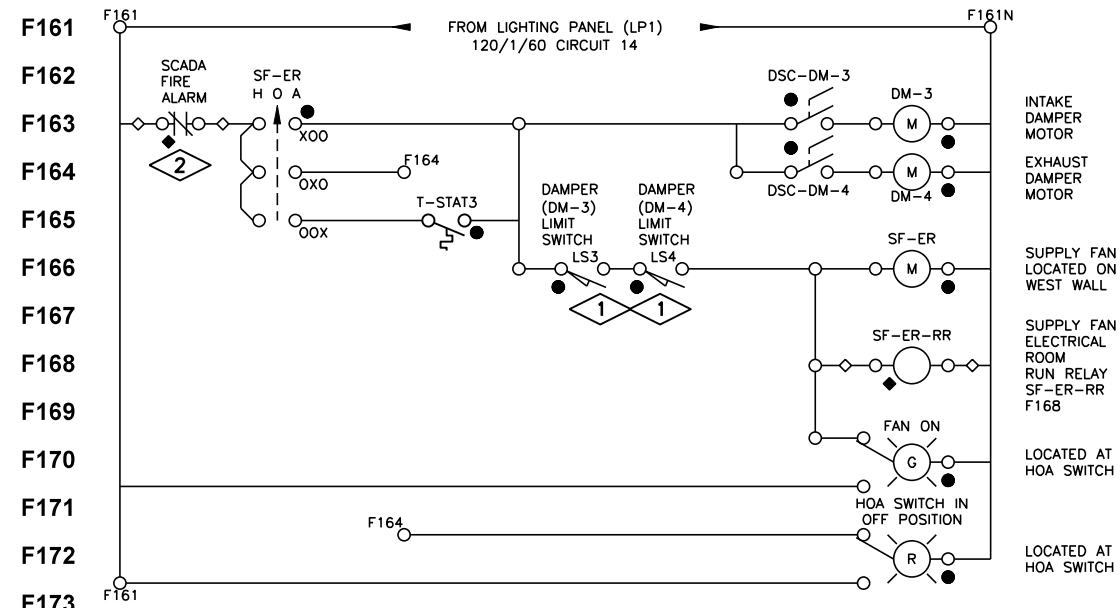 F161
F161
FROM LIGHTING PANEL (LP1)
120/1/60 CIRCUIT 14
F161N
F162
SCADA
FIRE
ALARM
SF-ER
H O A
DSC-DM-3
DM-3
F163
XOO
M
INTAKE
DAMPER
MOTOR
2
F164
OXO
F164
DSC-DM-4
M
DM-4
EXHAUST
DAMPER
MOTOR
F165
OOX
T-STAT3
DAMPER
(DM-3)
LIMIT
SWITCH
LS3
DAMPER
(DM-4)
LIMIT
SWITCH
LS4
SF-ER
F166
M
SUPPLY FAN
LOCATED ON
WEST WALL
F167
1
1
F168
SF-ER-RR
SUPPLY FAN
ELECTRICAL
ROOM
RUN RELAY
SF-ER-RR
F168
F169
FAN ON
F170
G
LOCATED AT
HOA SWITCH
F171
HOA SWITCH IN
OFF POSITION
F164
F172
R
LOCATED AT
HOA SWITCH
F173
F161